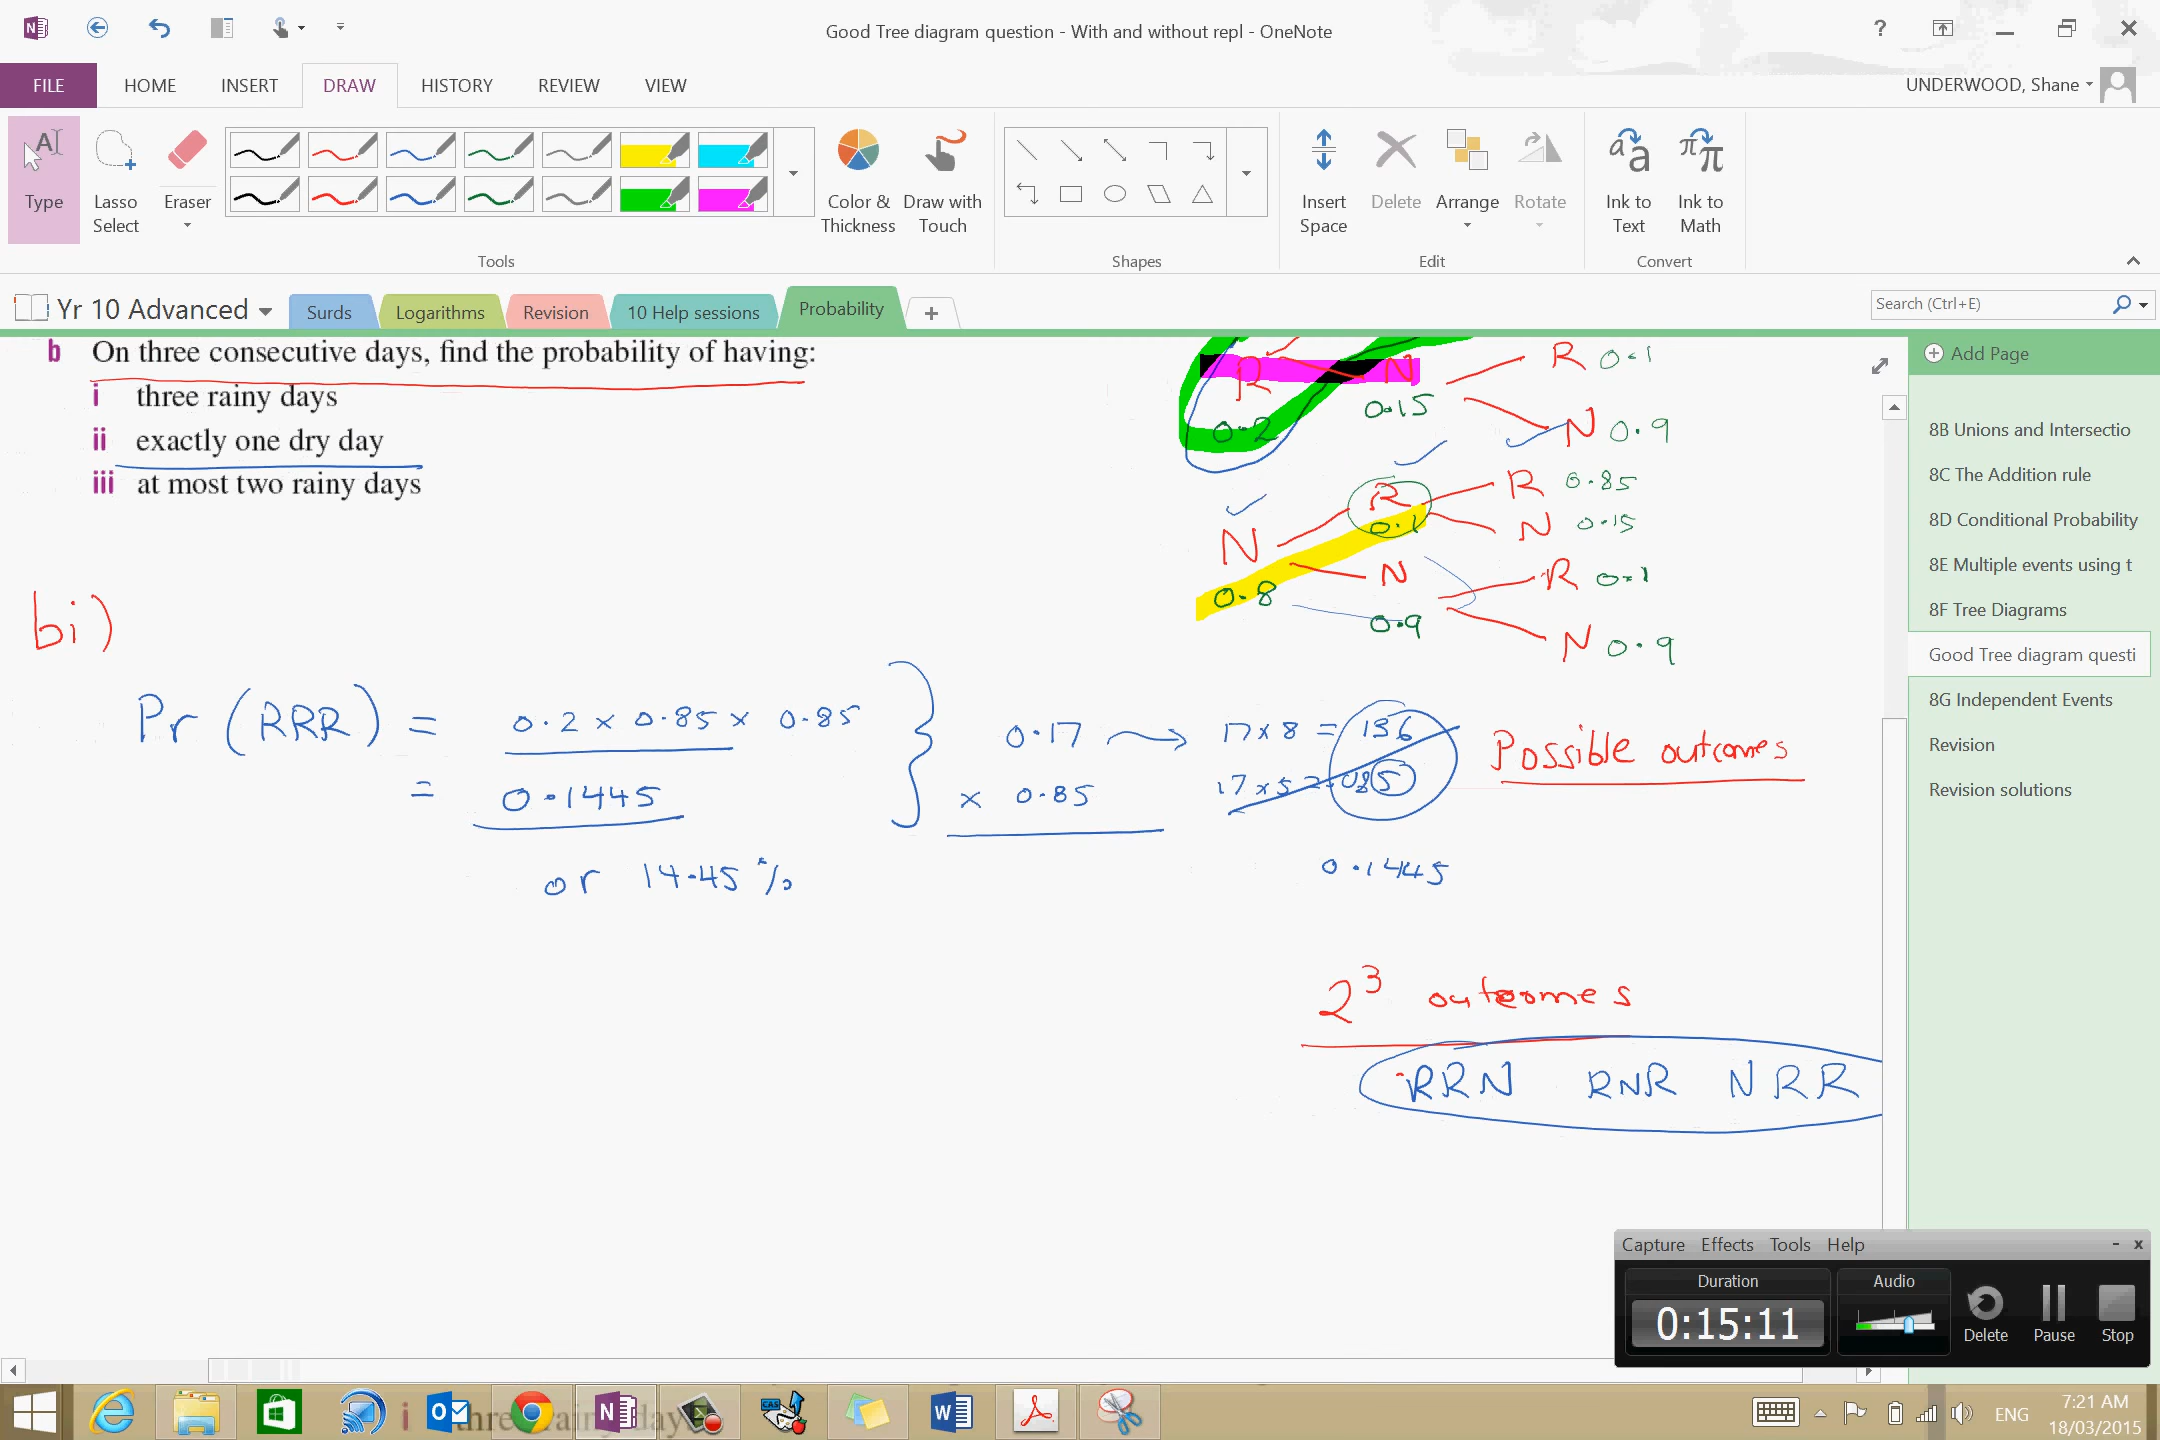 Good Tree diagram question - With and without repl - OneNote
FILE HOME INSERT DRAW HISTORY REVIEW VIEW
UNDERWOOD, Shane
Type
Lasso Select
Eraser
Color & Thickness
Draw with Touch
Insert Space
Delete
Arrange
Rotate
Ink to Text
Ink to Math
Tools Shapes Edit Convert
Yr 10 Advanced Surds Logarithms Revision 10 Help sessions Probability
Search (Ctrl+E)
b On three consecutive days, find the probability of having:
i three rainy days
ii exactly one dry day
iii at most two rainy days
R N R 0.1
0.2 0.15 N 0.9
R R 0.85
N 0.1 N 0.15
N R 0.1
0.8 0.9 N 0.9
bi)
Pr (RRR) = 0.2 x 0.85 x 0.85
= 0.1445
or 14.45 %
0.17
x 0.85
17 x 8 = 136
17 x 5 = 085
0.1445
Possible outcomes
2³ outcomes
RRN RNR NRR
Add Page
8B Unions and Intersectio
8C The Addition rule
8D Conditional Probability
8E Multiple events using t
8F Tree Diagrams
Good Tree diagram questi
8G Independent Events
Revision
Revision solutions
Capture Effects Tools Help
Duration Audio
0:15:11
Delete Pause Stop
ENG
7:21 AM
18/03/2015